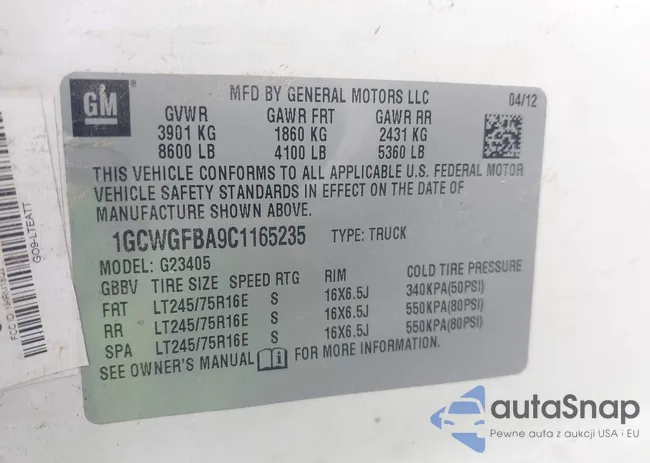 GM
MFD BY GENERAL MOTORS LLC
04/12
GVWR GAWR FRT GAWR RR
3901 KG 1860 KG 2431 KG
8600 LB 4100 LB 5360 LB
THIS VEHICLE CONFORMS TO ALL APPLICABLE U.S. FEDERAL MOTOR
VEHICLE SAFETY STANDARDS IN EFFECT ON THE DATE OF
MANUFACTURE SHOWN ABOVE.
1GCWGFBA9C1165235 TYPE: TRUCK
MODEL: G23405
GBBV TIRE SIZE SPEED RTG RIM COLD TIRE PRESSURE
FRT LT245/75R16E S 16X6.5J 340KPA(50PSI)
RR LT245/75R16E S 16X6.5J 550KPA(80PSI)
SPA LT245/75R16E S 16X6.5J 550KPA(80PSI)
SEE OWNER'S MANUAL FOR MORE INFORMATION.
GO9-LTEATT
FCC ID
autaSnap
Pewne auta z aukcji USA i EU